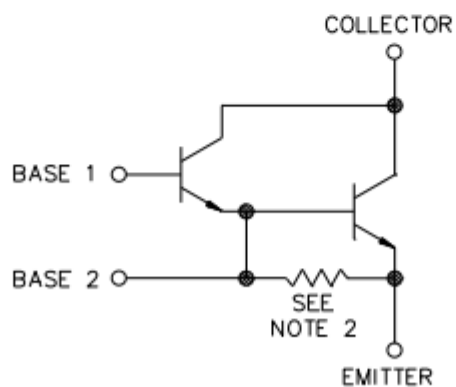 COLLECTOR
BASE 1
BASE 2
SEE
NOTE 2
EMITTER